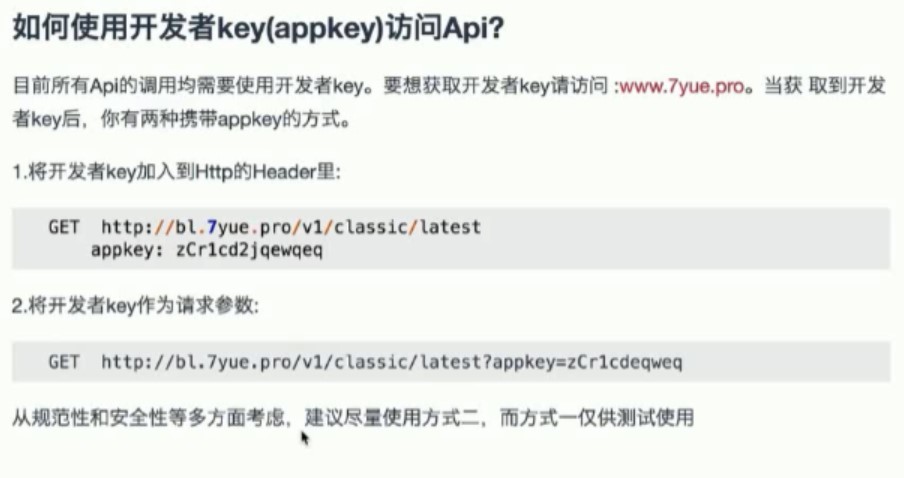 如何使用开发者key(appkey)访问Api?
目前所有Api的调用均需要使用开发者key。要想获取开发者key请访问 :www.7yue.pro。当获 取到开发
者key后，你有两种携带appkey的方式。
1.将开发者key加入到Http的Header里:
GET  http://bl.7yue.pro/v1/classic/latest
appkey: zCr1cd2jqewqeq
2.将开发者key作为请求参数:
GET  http://bl.7yue.pro/v1/classic/latest?appkey=zCr1cdeqweq
从规范性和安全性等多方面考虑，建议尽量使用方式二，而方式一仅供测试使用